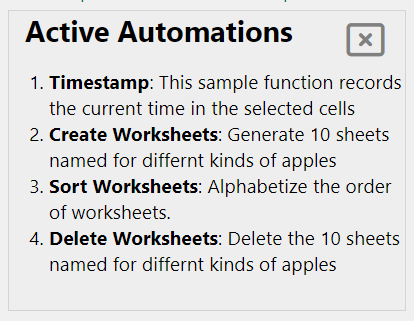 Active Automations
1. Timestamp: This sample function records
the current time in the selected cells
2. Create Worksheets: Generate 10 sheets
named for differnt kinds of apples
3. Sort Worksheets: Alphabetize the order
of worksheets.
4. Delete Worksheets: Delete the 10 sheets
named for differnt kinds of apples